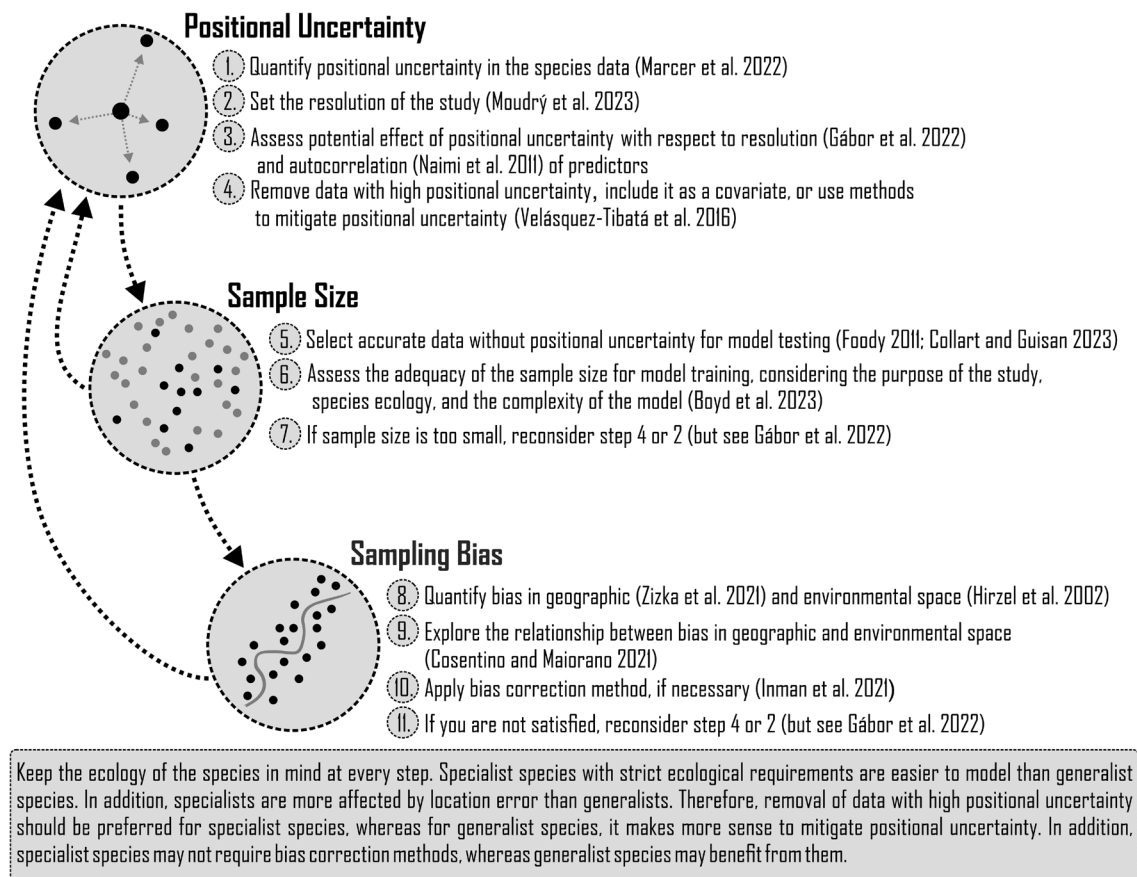 Positional Uncertainty
1. Quantify positional uncertainty in the species data (Marcer et al. 2022)
2. Set the resolution of the study (Moudrý et al. 2023)
3. Assess potential effect of positional uncertainty with respect to resolution (Gábor et al. 2022)
and autocorrelation (Naimi et al. 2011) of predictors
4. Remove data with high positional uncertainty, include it as a covariate, or use methods
to mitigate positional uncertainty (Velásquez-Tibatá et al. 2016)
Sample Size
5. Select accurate data without positional uncertainty for model testing (Foody 2011; Collart and Guisan 2023)
6. Assess the adequacy of the sample size for model training, considering the purpose of the study,
species ecology, and the complexity of the model (Boyd et al. 2023)
7. If sample size is too small, reconsider step 4 or 2 (but see Gábor et al. 2022)
Sampling Bias
8. Quantify bias in geographic (Zizka et al. 2021) and environmental space (Hirzel et al. 2002)
9. Explore the relationship between bias in geographic and environmental space
(Cosentino and Maiorano 2021)
10. Apply bias correction method, if necessary (Inman et al. 2021)
11. If you are not satisfied, reconsider step 4 or 2 (but see Gábor et al. 2022)
Keep the ecology of the species in mind at every step. Specialist species with strict ecological requirements are easier to model than generalist
species. In addition, specialists are more affected by location error than generalists. Therefore, removal of data with high positional uncertainty
should be preferred for specialist species, whereas for generalist species, it makes more sense to mitigate positional uncertainty. In addition,
specialist species may not require bias correction methods, whereas generalist species may benefit from them.